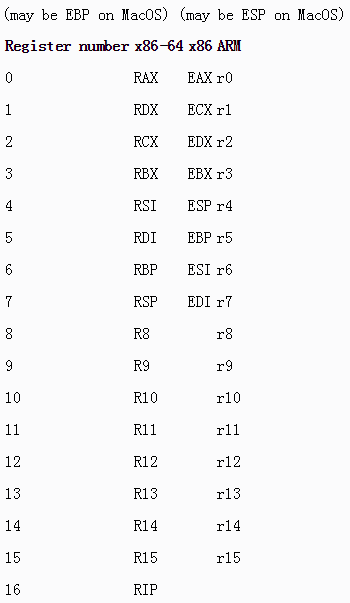 (may be EBP on MacOS) (may be ESP on MacOS)
Register number x86-64 x86 ARM
0 RAX EAX r0
1 RDX ECX r1
2 RCX EDX r2
3 RBX EBX r3
4 RSI ESP r4
5 RDI EBP r5
6 RBP ESI r6
7 RSP EDI r7
8 R8 r8
9 R9 r9
10 R10 r10
11 R11 r11
12 R12 r12
13 R13 r13
14 R14 r14
15 R15 r15
16 RIP